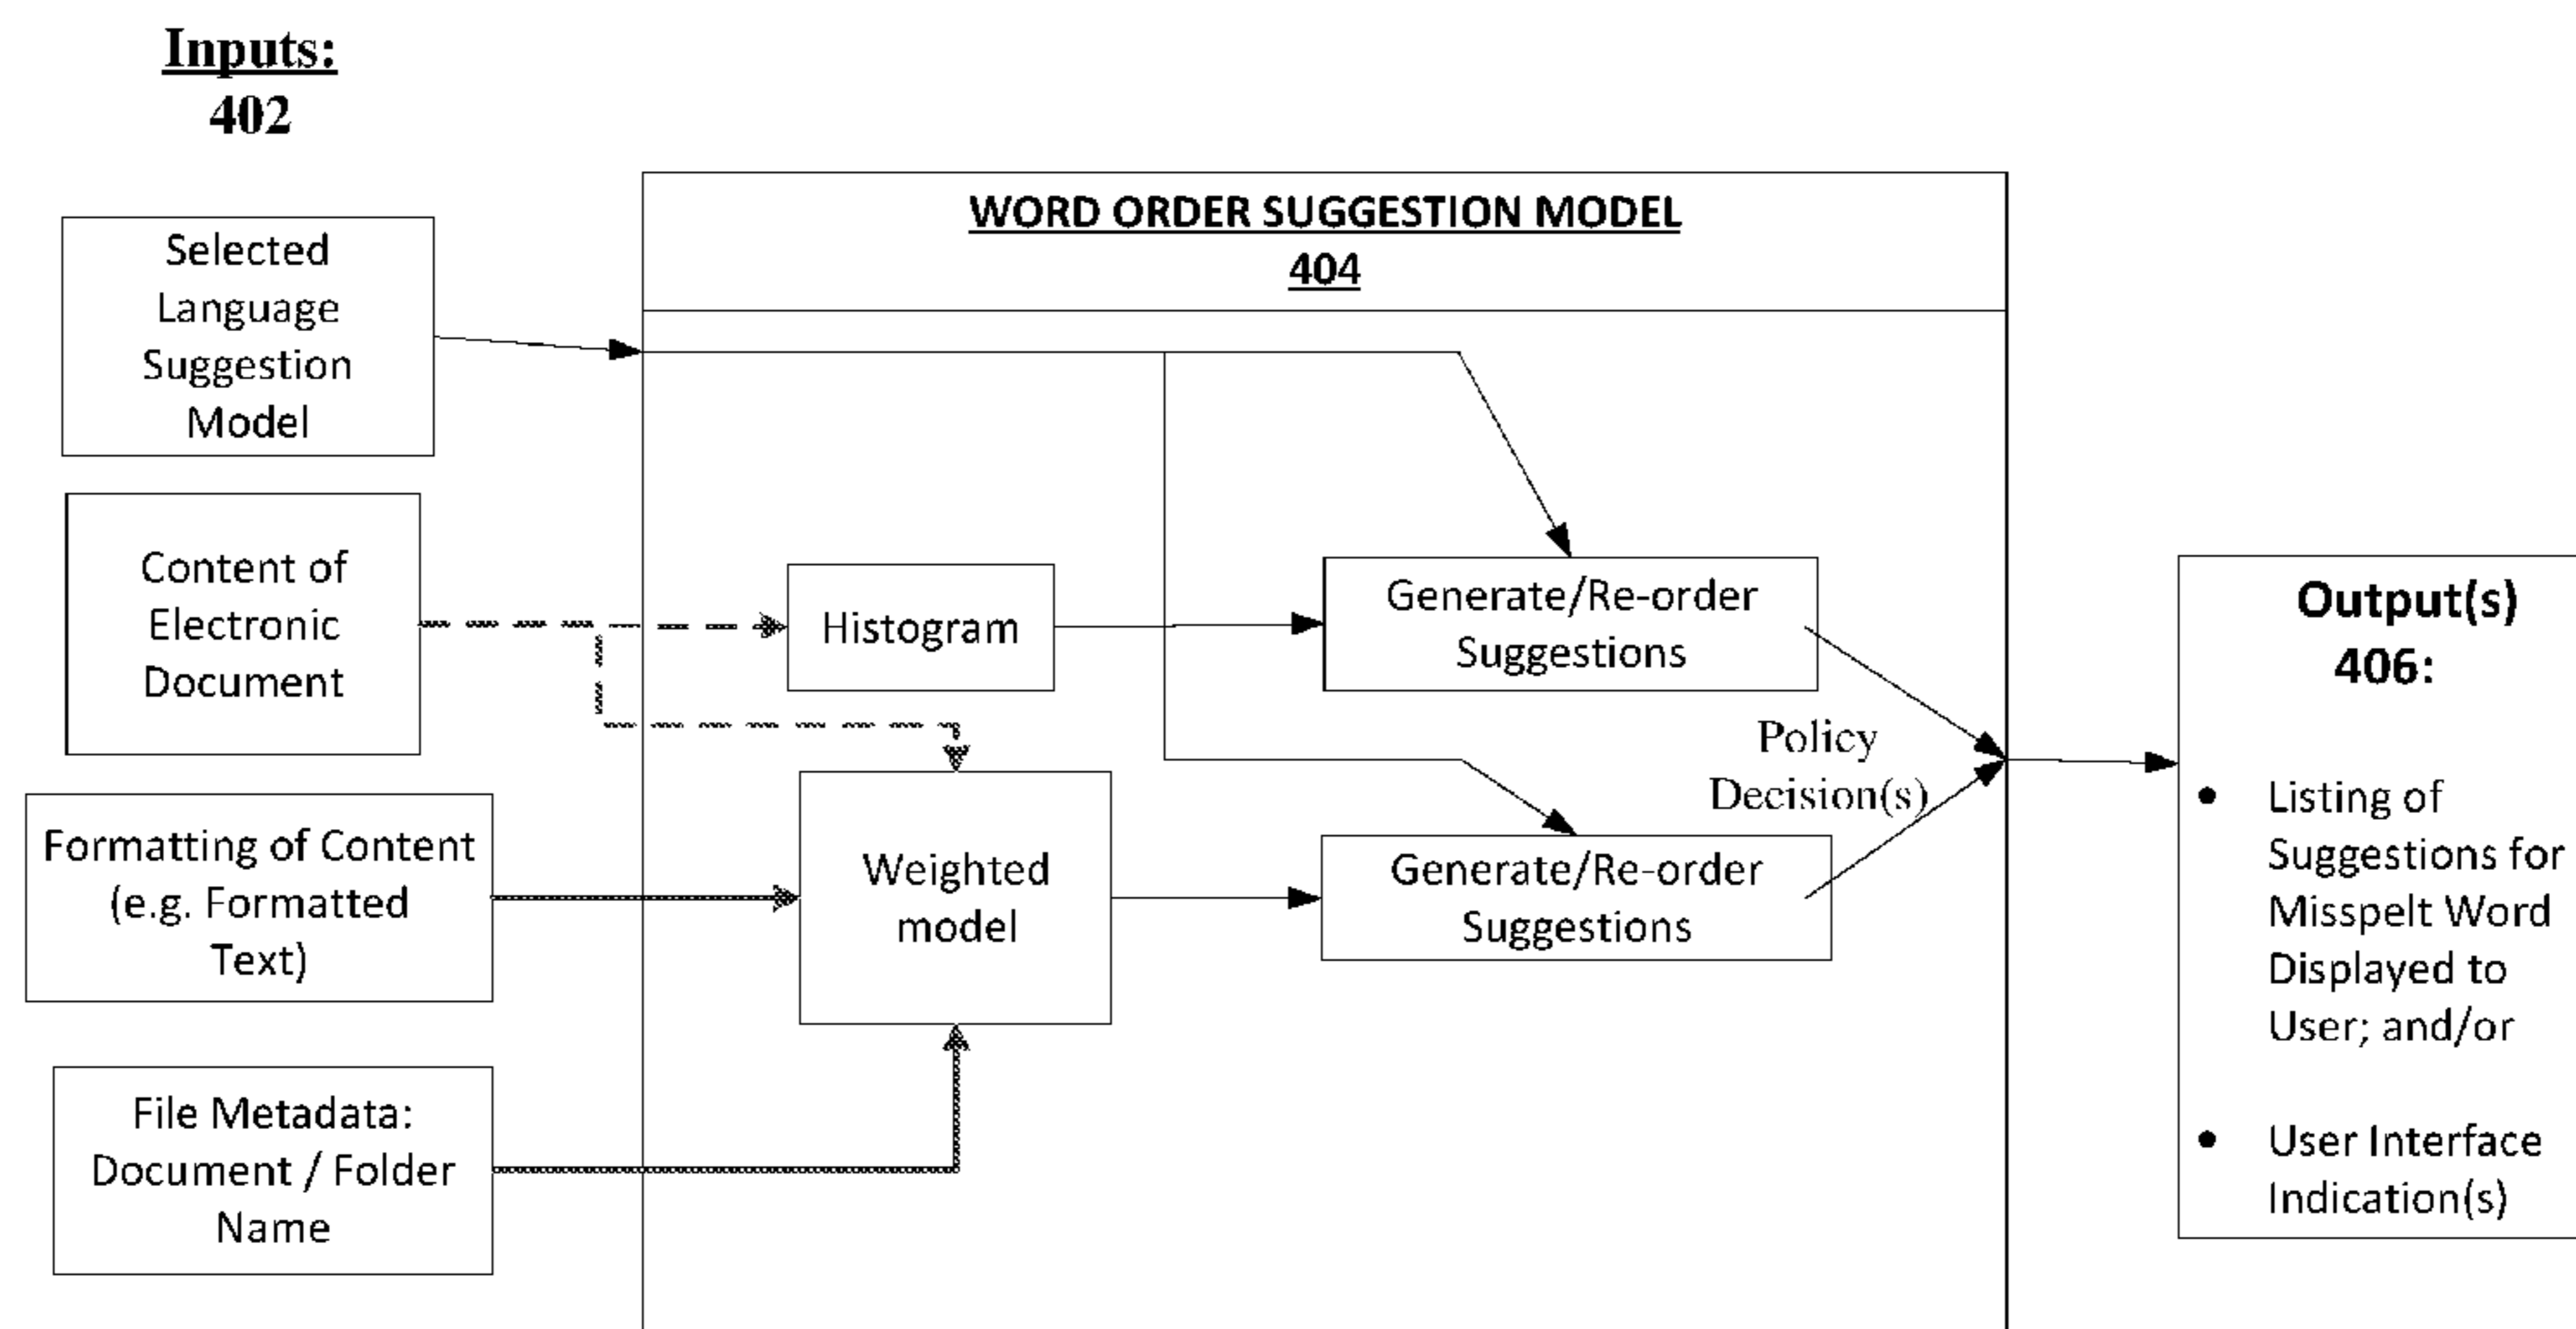 Inputs:
402
WORD ORDER SUGGESTION MODEL
404
Selected
Language
Suggestion
Model
Content of
Electronic
Document
Formatting of Content
(e.g. Formatted
Text)
File Metadata:
Document / Folder
Name
Histogram
Weighted
model
Generate/Re-order
Suggestions
Generate/Re-order
Suggestions
Policy
Decision(s)
Output(s)
406:
• Listing of
Suggestions for
Misspelt Word
Displayed to
User; and/or
• User Interface
Indication(s)